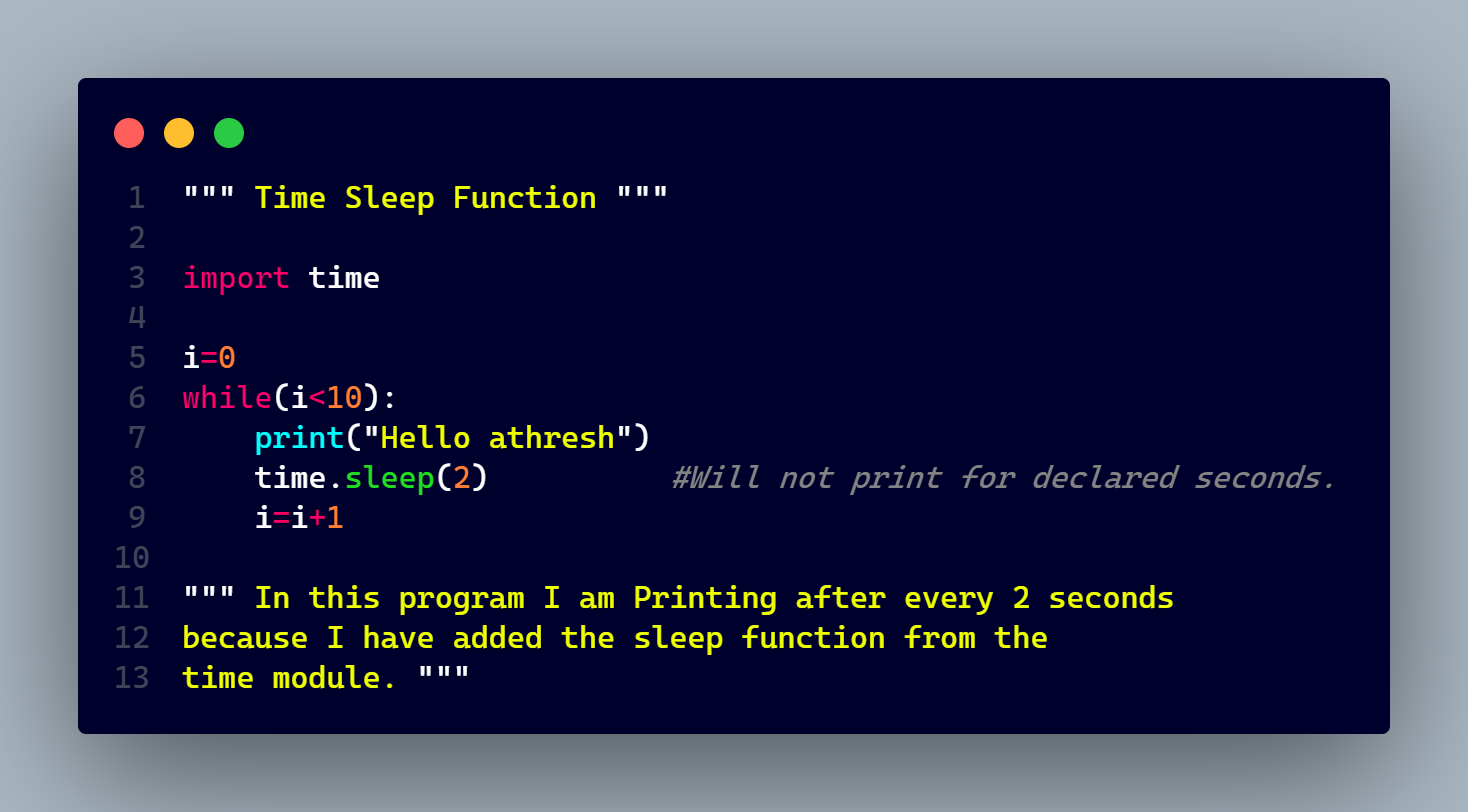 1 """ Time Sleep Function """
2
3 import time
4
5 i=0
6 while(i<10):
7     print("Hello athresh")
8     time.sleep(2)          #Will not print for declared seconds.
9     i=i+1
10
11 """ In this program I am Printing after every 2 seconds
12 because I have added the sleep function from the
13 time module. """